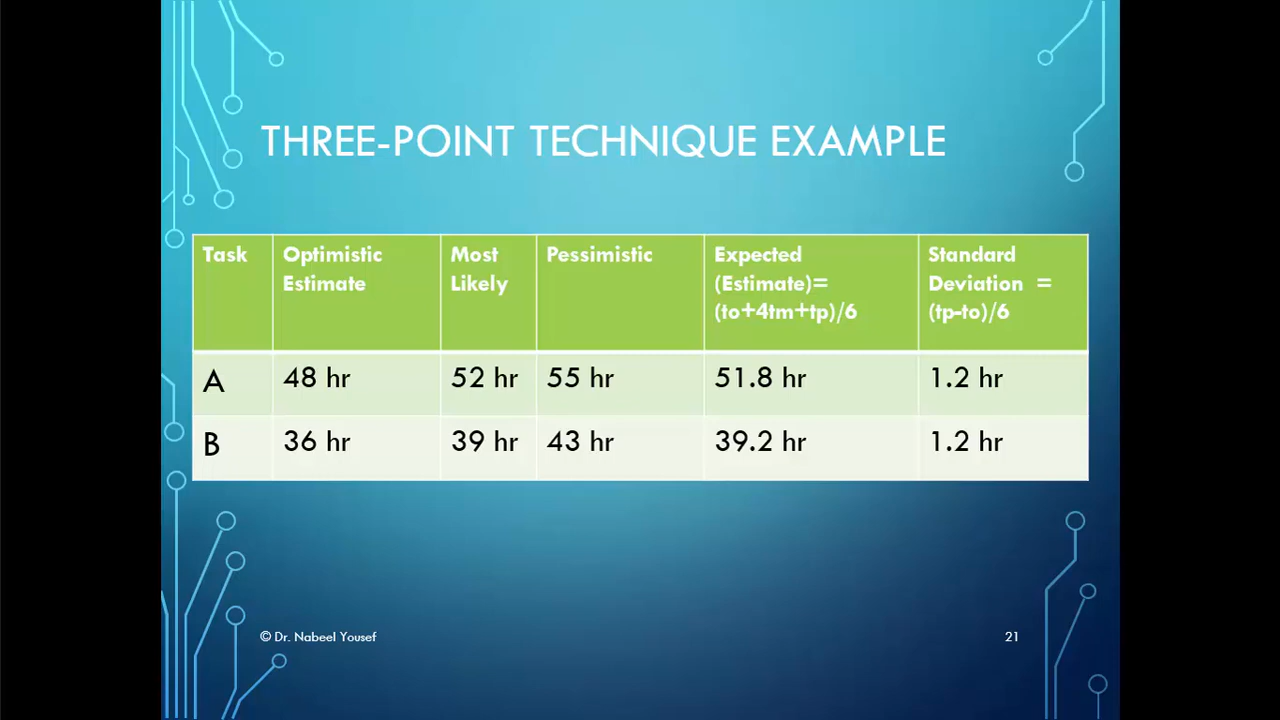 THREE-POINT TECHNIQUE EXAMPLE
Task
Optimistic
Estimate
Most
Likely
Pessimistic
Expected
(Estimate)=
(to+4tm+tp)/6
Standard
Deviation =
(tp-to)/6
A
48 hr
52 hr
55 hr
51.8 hr
1.2 hr
B
36 hr
39 hr
43 hr
39.2 hr
1.2 hr
© Dr. Nabeel Yousef
21